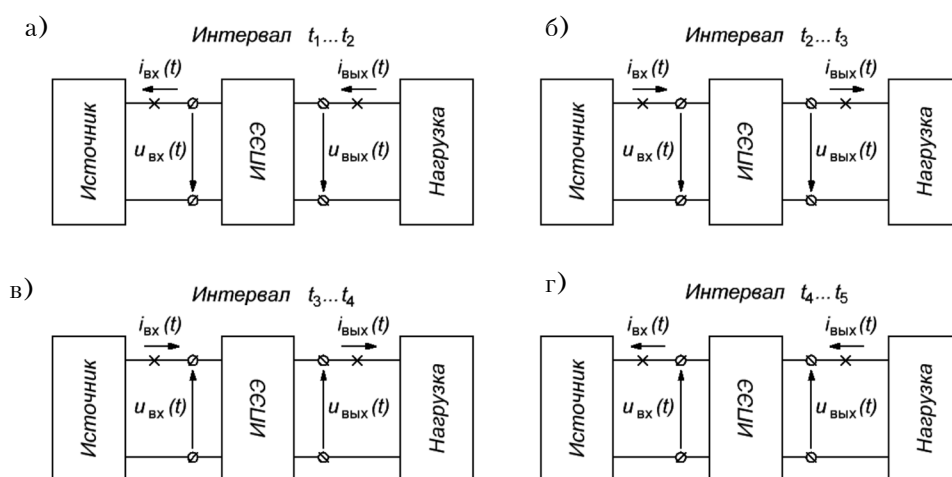 а)
Интервал t₁...t₂
iвх(t)
iвых(t)
Источник
uвх(t)
ИПЭЭ
uвых(t)
Нагрузка
б)
Интервал t₂...t₃
iвх(t)
iвых(t)
Источник
uвх(t)
ИПЭЭ
uвых(t)
Нагрузка
в)
Интервал t₃...t₄
iвх(t)
iвых(t)
Источник
uвх(t)
ИПЭЭ
uвых(t)
Нагрузка
г)
Интервал t₄...t₅
iвх(t)
iвых(t)
Источник
uвх(t)
ИПЭЭ
uвых(t)
Нагрузка